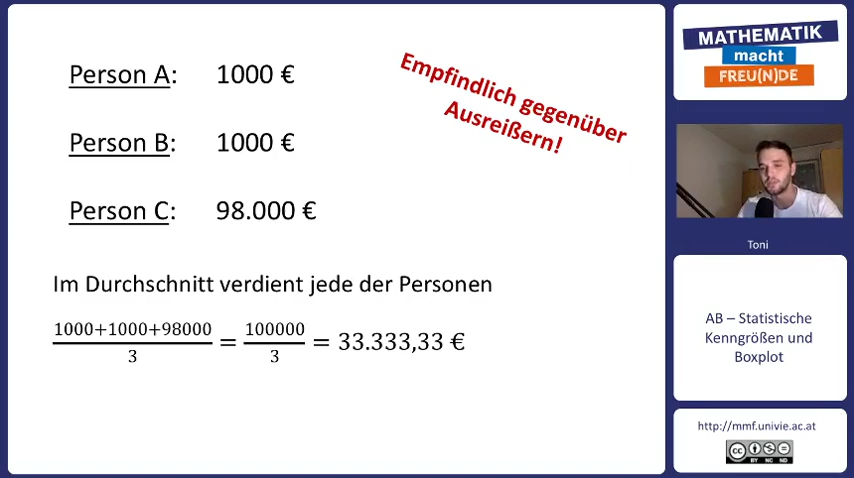 Person A: 1000 €
Empfindlich gegenüber
Ausreißern!
Person B: 1000 €
Person C: 98.000 €
Im Durchschnitt verdient jede der Personen
1000+1000+98000/3 = 100000/3 = 33.333,33 €
MATHEMATIK
macht
FREU(N)DE
Toni
AB – Statistische
Kenngrößen und
Boxplot
http://mmf.univie.ac.at
cc
BY NC ND